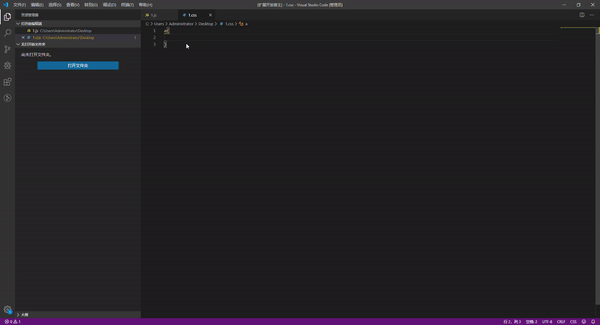 文件(F) 编辑(E) 选择(S) 查看(V) 转到(G) 调试(D) 终端(T) 帮助(H)
[扩展开发宿主] - 1.css - Visual Studio Code [管理员]
资源管理器
1.js
1.css
打开的编辑器
C: > Users > Administrator > Desktop > 1.css > a
1.js C:\Users\Administrator\Desktop
1
a{
1.css C:\Users\Administrator\Desktop
1
2
无打开的文件夹
3
}
尚未打开文件夹。
打开文件夹
大纲
0 1
行 2, 列 3
空格: 2
UTF-8
CRLF
CSS